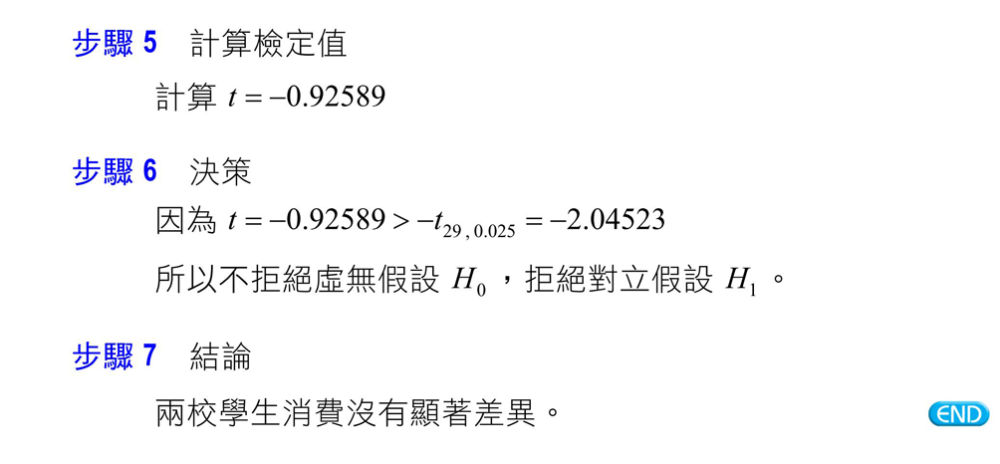 步驟 5 計算檢定值
計算 t = −0.92589
步驟 6 決策
因為 t = −0.92589 > −t₂₉,₀.₀₂₅ = −2.04523
所以不拒絕虛無假設 H₀，拒絕對立假設 H₁。
步驟 7 結論
兩校學生消費沒有顯著差異。
END